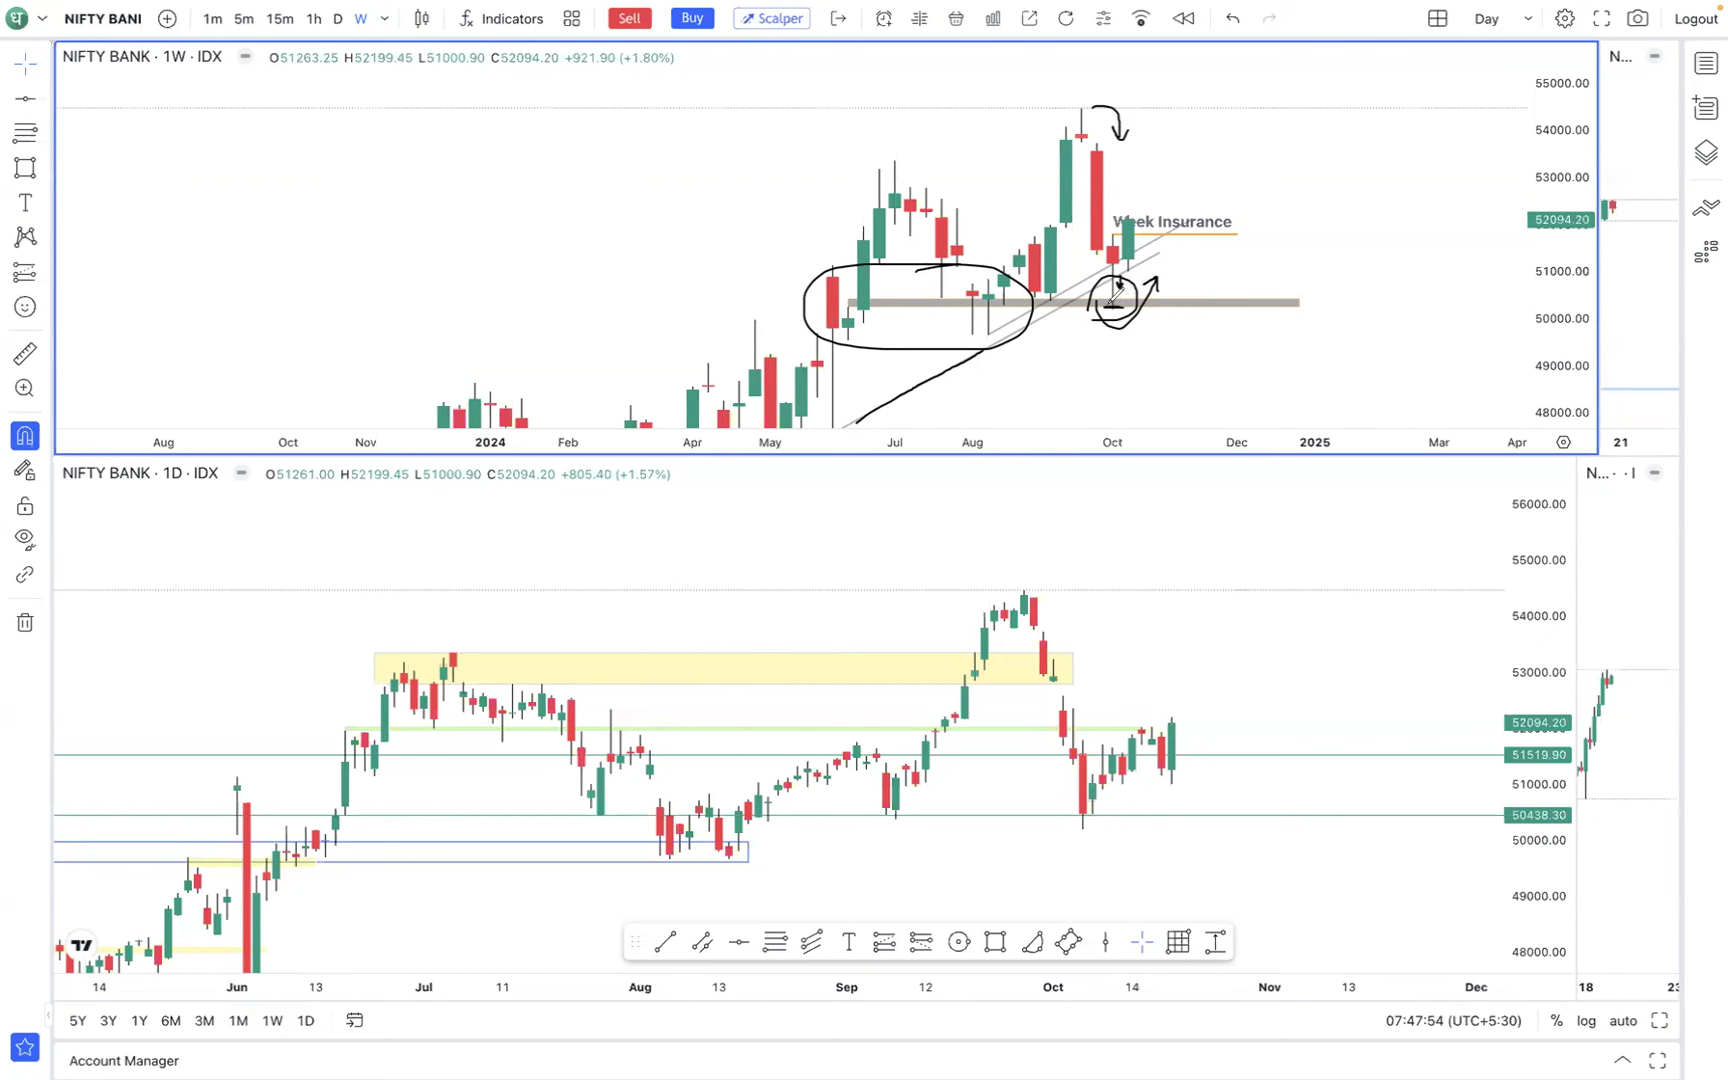 ध NIFTY BANI 1m 5m 15m 1h D W Indicators Sell Buy Scalper Day Logout
NIFTY BANK · 1W · IDX O51263.25 H52199.45 L51000.90 C52094.20 +921.90 (+1.80%) N...
55000.00
54000.00
53000.00
Week Insurance
52094.20
51000.00
50000.00
49000.00
48000.00
Aug Oct Nov 2024 Feb Apr May Jul Aug Oct Dec 2025 Mar Apr 21
NIFTY BANK · 1D · IDX O51261.00 H52199.45 L51000.90 C52094.20 +805.40 (+1.57%) N... · · I
56000.00
55000.00
54000.00
53000.00
52094.20
51519.90
51000.00
50438.30
50000.00
49000.00
48000.00
T
14 Jun 13 Jul 11 Aug 13 Sep 12 Oct 14 Nov 13 Dec 18 23
5Y 3Y 1Y 6M 3M 1M 1W 1D 07:47:54 (UTC+5:30) % log auto
Account Manager